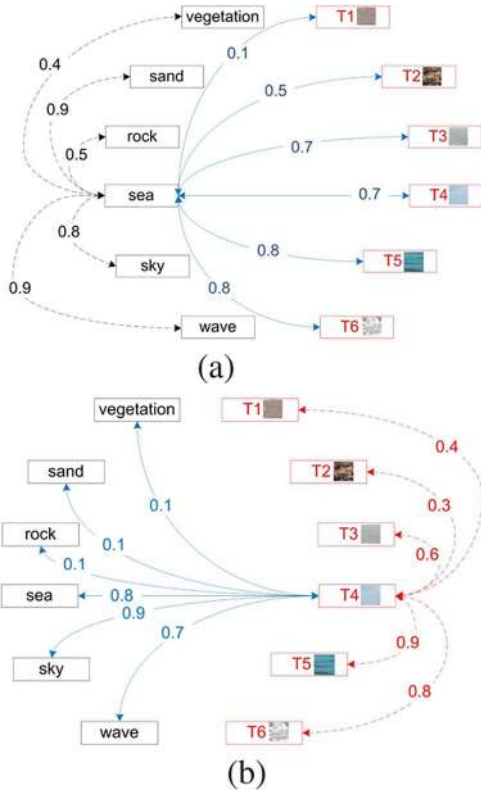 vegetation T1
0.4 0.1
sand T2
0.9 0.5
rock T3
0.5 0.7
sea 0.7 T4
0.8 0.8 T5
sky
0.9 0.8
wave T6
(a)
vegetation T1
0.4
sand T2
0.1 0.3
rock 0.1 T3
0.1 0.6
sea 0.8 T4
0.9
sky 0.7 T5 0.9
0.8
wave T6
(b)